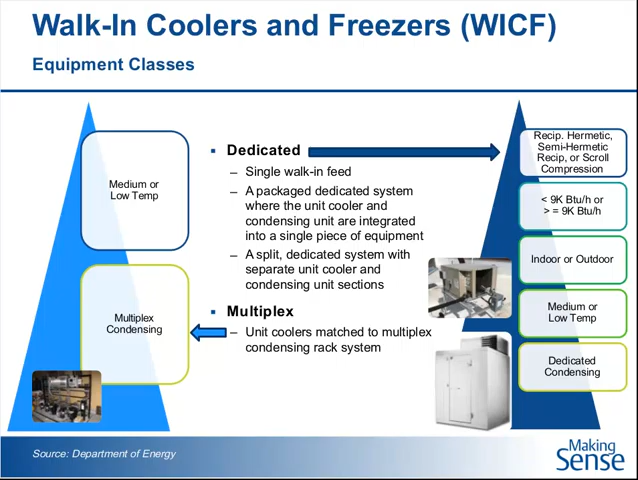 Walk-In Coolers and Freezers (WICF)
Equipment Classes
Medium or
Low Temp
Multiplex
Condensing
▪ Dedicated
– Single walk-in feed
– A packaged dedicated system
where the unit cooler and
condensing unit are integrated
into a single piece of equipment
– A split, dedicated system with
separate unit cooler and
condensing unit sections
▪ Multiplex
– Unit coolers matched to multiplex
condensing rack system
Recip. Hermetic,
Semi-Hermetic
Recip, or Scroll
Compression
< 9K Btu/h or
> = 9K Btu/h
Indoor or Outdoor
Medium or
Low Temp
Dedicated
Condensing
Source: Department of Energy
Making
Sense